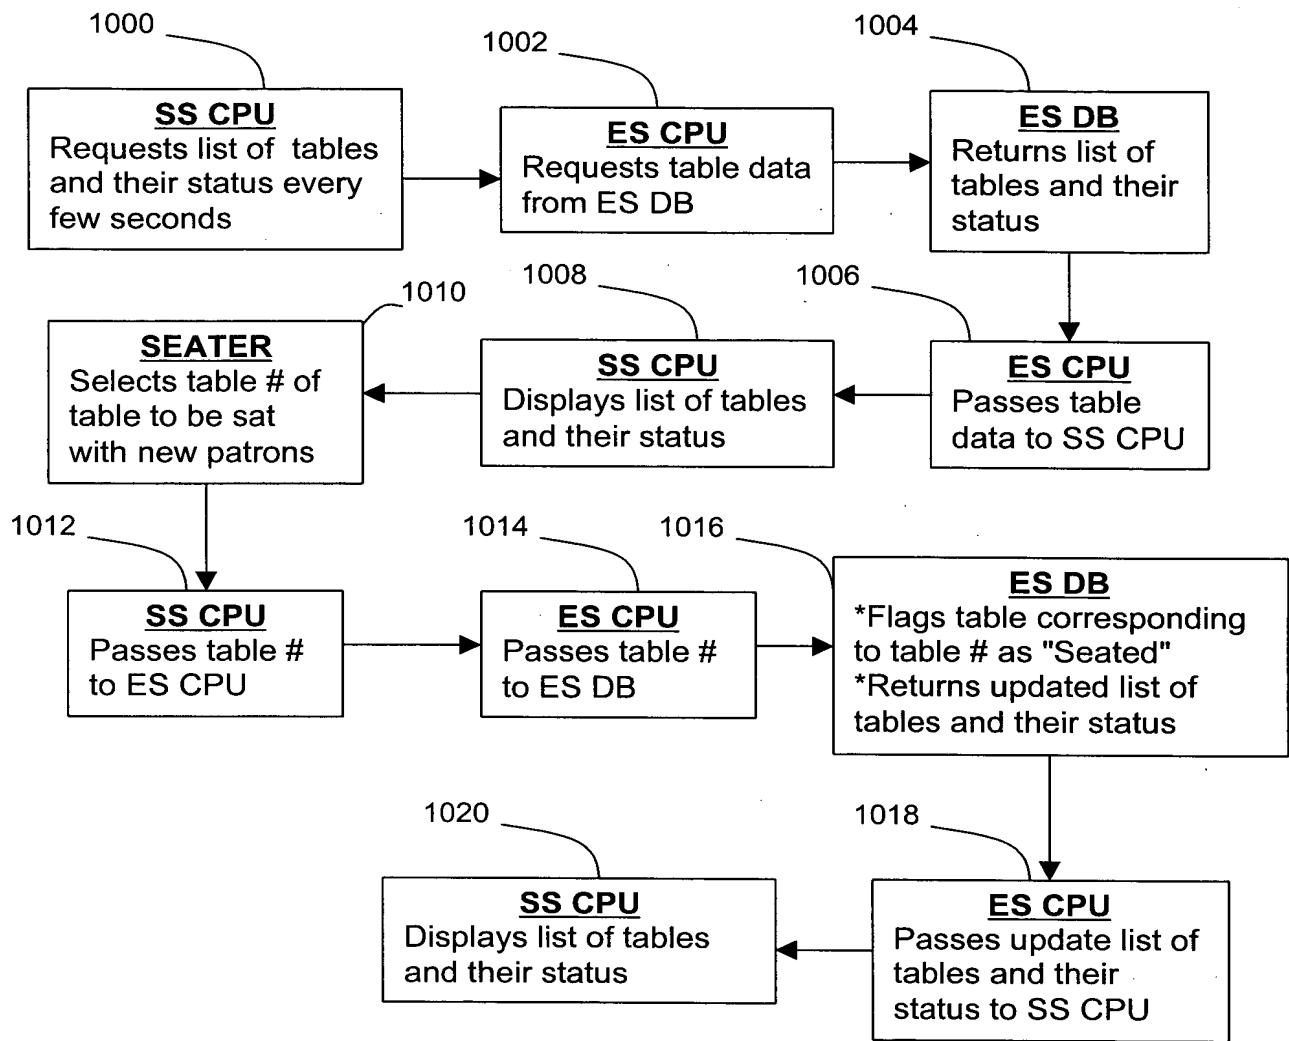 1000
1002
1004
SS CPU
Requests list of tables
and their status every
few seconds
ES CPU
Requests table data
from ES DB
ES DB
Returns list of
tables and their
status
1010
1008
1006
SEATER
Selects table # of
table to be sat
with new patrons
SS CPU
Displays list of tables
and their status
ES CPU
Passes table
data to SS CPU
1012
1014
1016
SS CPU
Passes table #
to ES CPU
ES CPU
Passes table #
to ES DB
ES DB
*Flags table corresponding
to table # as "Seated"
*Returns updated list of
tables and their status
1020
1018
SS CPU
Displays list of tables
and their status
ES CPU
Passes update list of
tables and their
status to SS CPU